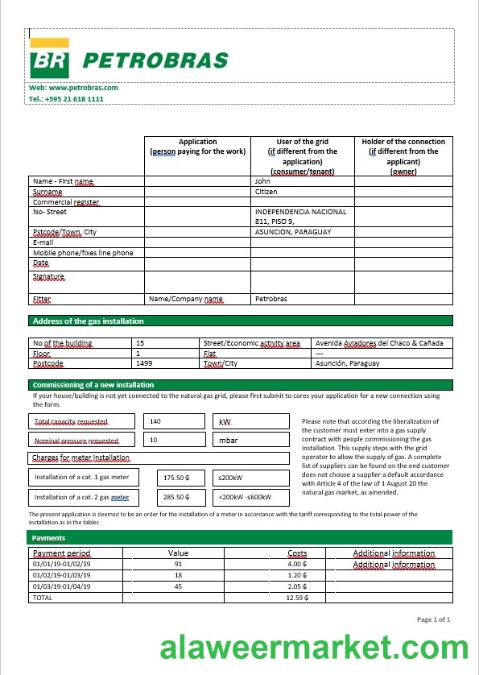 BR PETROBRAS
Web: www.petrobras.com
Tel.: +595 21 618 1111
Application
(person paying for the work)
User of the grid
(if different from the
application)
(consumer/tenant)
Holder of the connection
(if different from the
applicant)
(owner)
Name - First name John
Surname Citizen
Commercial register
No- Street INDEPENDENCIA NACIONAL
811, PISO 9,
Pstcode/Town, City ASUNCION, PARAGUAY
E-mail
Mobile phone/fixes line phone
Date
Signature
Fitter Name/Company name Petrobras
Address of the gas installation
No of the building 15 Street/Economic activity area Avenida Aviadores del Chaco & Cañada
Floor 1 Flat ---
Postcode 1499 Town/City Asunción, Paraguay
Commissioning of a new installation
If your house/building is not yet connected to the natural gas grid, please first submit to cores your application for a new connection using
the form.
Total capacity requested 140 kW
Nominal pressure requested 10 mbar
Charges for meter installation
Installation of a cat. 1 gas meter 175.50 ₲ ≤200kW
Installation of a cat. 2 gas meter 285.50 ₲ <200kW -≤600kW
Please note that according the liberalization of
the customer must enter into a gas supply
contract with people commissioning the gas
installation. This supply steps with the grid
operator to allow the supply of gas. A complete
list of suppliers can be found on the end customer
does not choose a supplier a default accordance
with Article 4 of the law of 1 August 20 the
natural gas market, as amended.
The present application is deemed to be an order for the installation of a meter in accordance with the tariff corresponding to the total power of the
installation as in the tables
Payments
Payment period Value Costs Additional information
01/01/19-01/02/19 91 4.00 ₲ Additional information
01/02/19-01/03/19 18 1.20 ₲
01/03/19-01/04/19 45 2.05 ₲
TOTAL 12.59 ₲
Page 1 of 1
alaweermarket.com